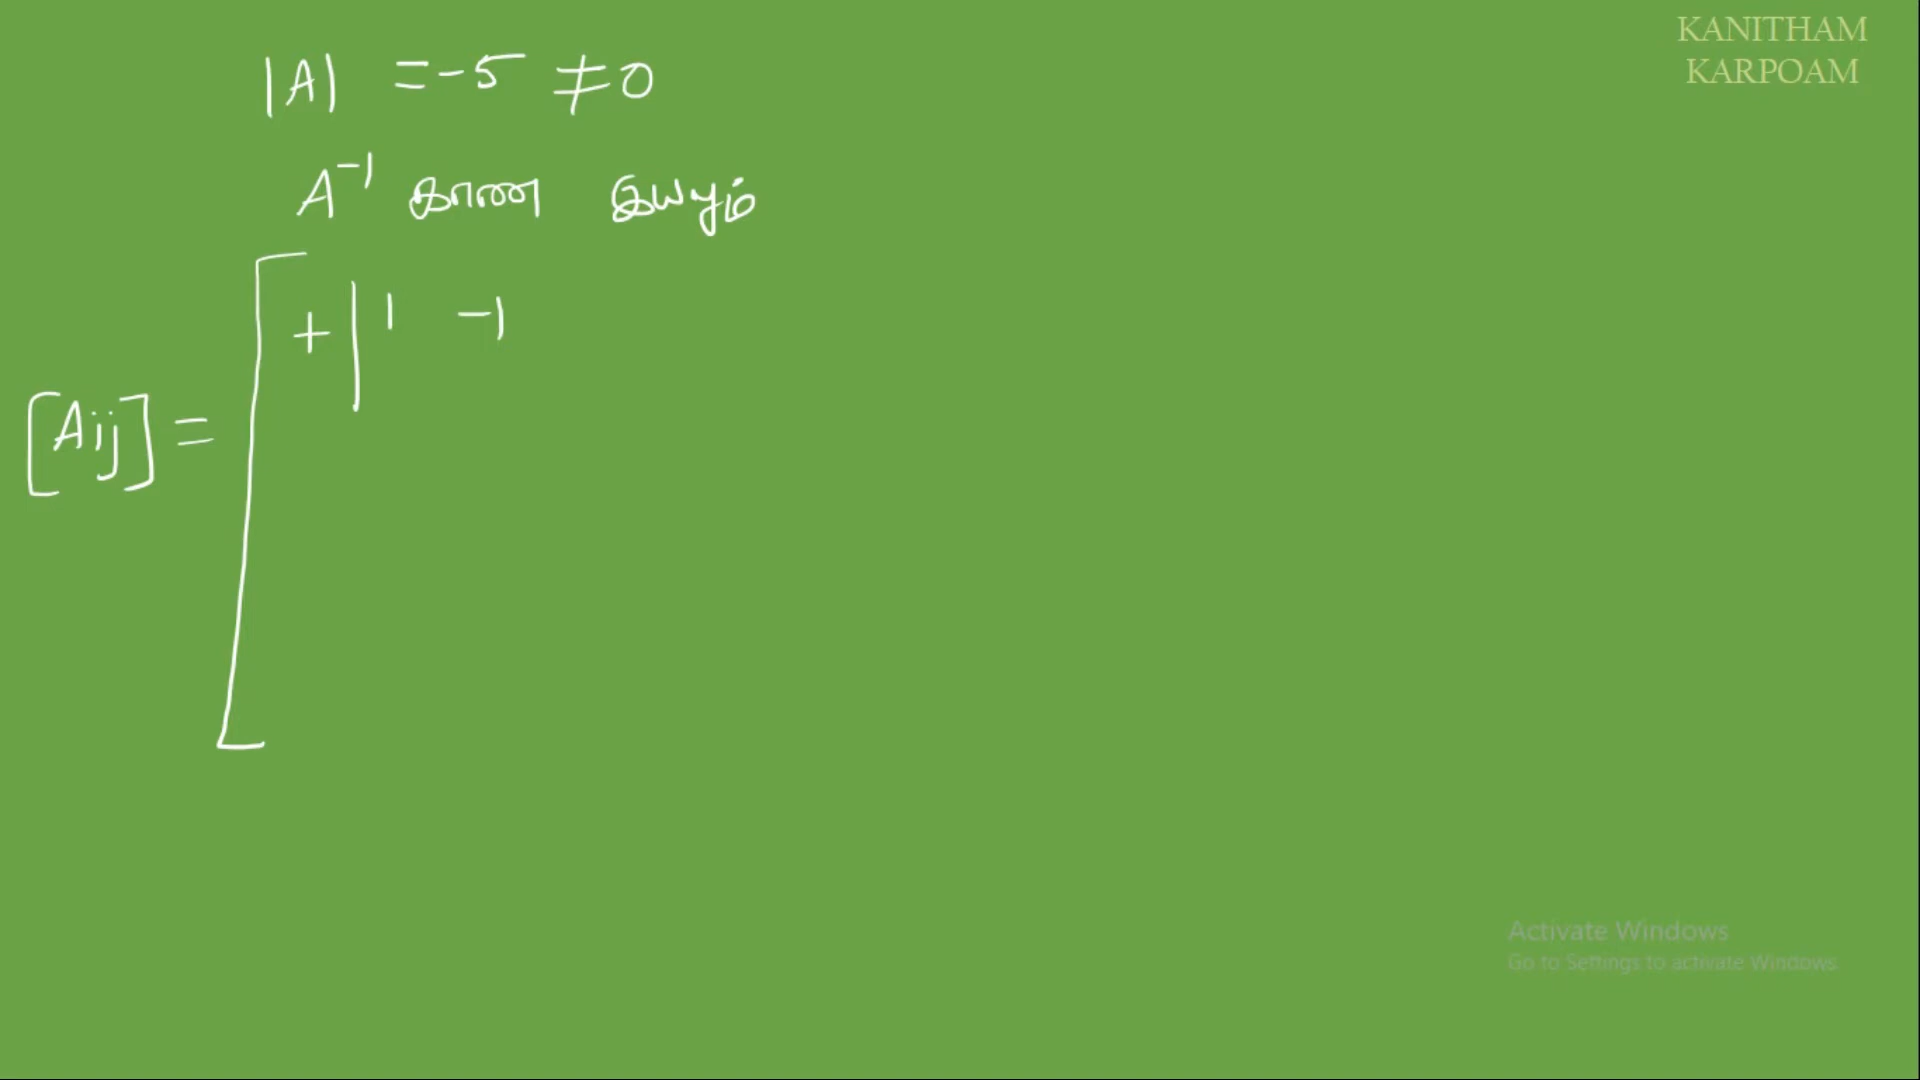 KANITHAM
KARPOAM
|A| = -5 ≠ 0
A⁻¹ காண இயலும்
[Aij] = [ + | 1 -1
Activate Windows
Go to Settings to activate Windows